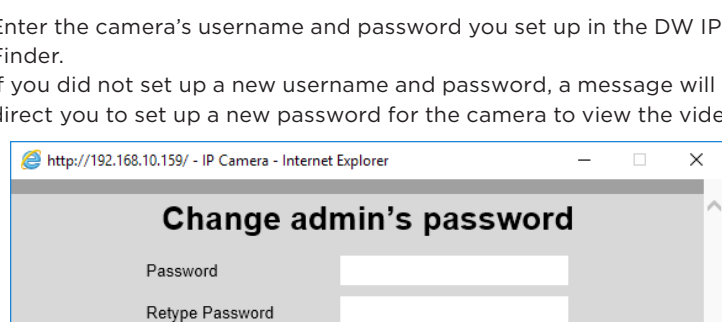 Enter the camera's username and password you set up in the DW IP
Finder.
If you did not set up a new username and password, a message will
direct you to set up a new password for the camera to view the
http://192.168.10.159/ - IP Camera - Internet Explorer
Change admin's password
Password
Retype Password